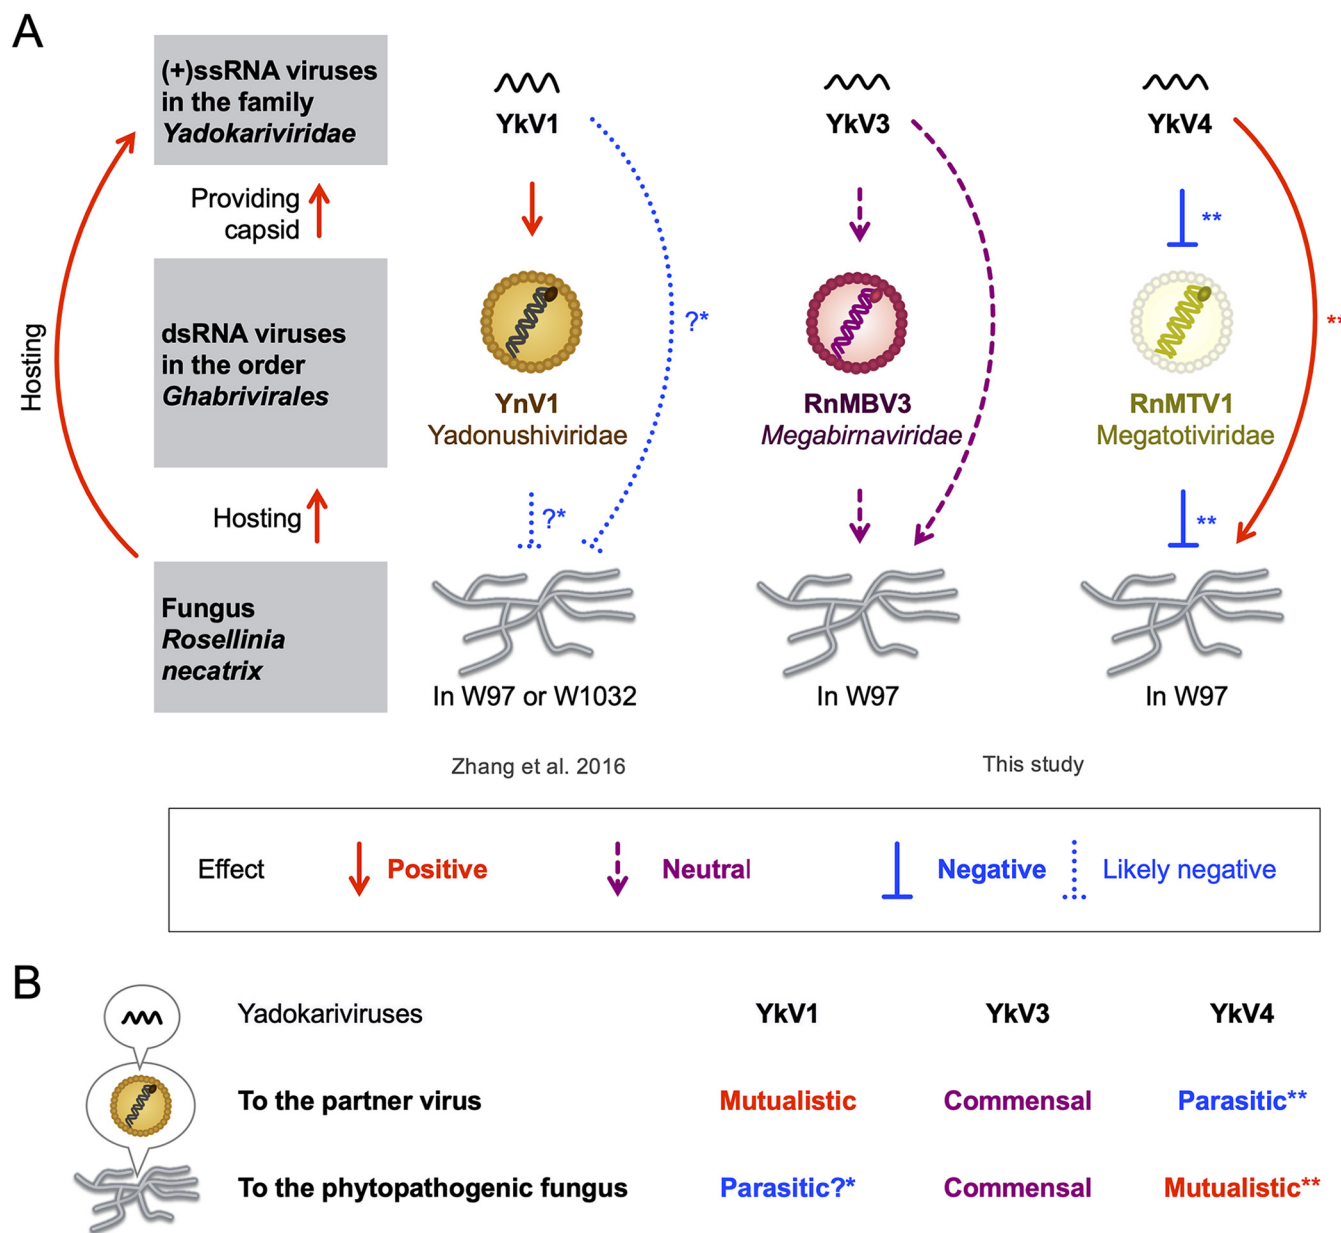 A
(+)ssRNA viruses
in the family
Yadokariviridae
Providing
capsid
dsRNA viruses
in the order
Ghabrivirales
Hosting
Hosting
Fungus
Rosellinia
necatrix
YkV1
?*
YnV1
Yadonushiviridae
?*
In W97 or W1032
Zhang et al. 2016
YkV3
RnMBV3
Megabirnaviridae
In W97
YkV4
**
**
RnMTV1
Megatotiviridae
**
In W97
This study
Effect Positive Neutral Negative Likely negative
B
Yadokariviruses YkV1 YkV3 YkV4
To the partner virus Mutualistic Commensal Parasitic**
To the phytopathogenic fungus Parasitic?* Commensal Mutualistic**